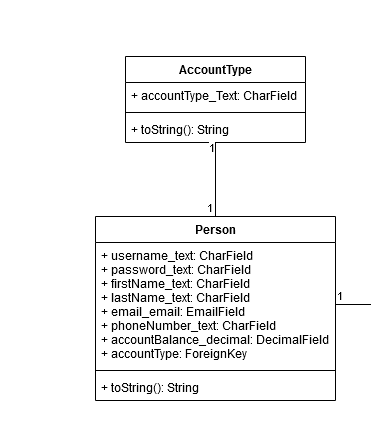 AccountType
+ accountType_Text: CharField
+ toString(): String
1
1
Person
+ username_text: CharField
+ password_text: CharField
+ firstName_text: CharField
+ lastName_text: CharField
+ email_email: EmailField
+ phoneNumber_text: CharField
+ accountBalance_decimal: DecimalField
+ accountType: ForeignKey
1
+ toString(): String